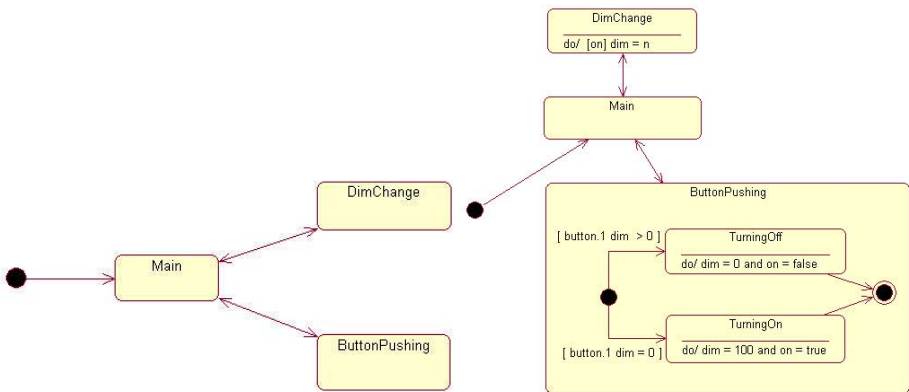 DimChange
Main
ButtonPushing
DimChange
do/ [on] dim = n
Main
ButtonPushing
[ button.1 dim > 0 ]
TurningOff
do/ dim = 0 and on = false
TurningOn
[ button.1 dim = 0 ]
do/ dim = 100 and on = true